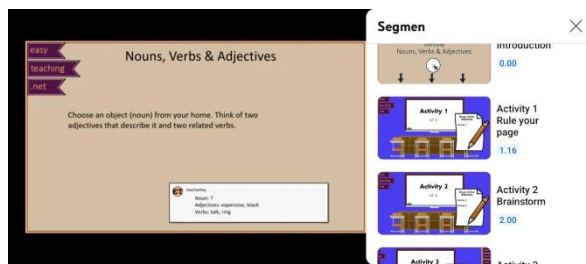 easy
teaching
.net
Nouns, Verbs & Adjectives
Choose an object (noun) from your home. Think of two
adjectives that describe it and two related verbs.
Noun: ?
Adjectives: expensive, black
Verbs: talk, ring
Segmen
Nouns, Verbs & Adjectives
Introduction
0.00
Activity 1
Activity 1
Rule your
page
1.16
Activity 2
Activity 2
Brainstorm
2.00
Activity 3
Activity 3